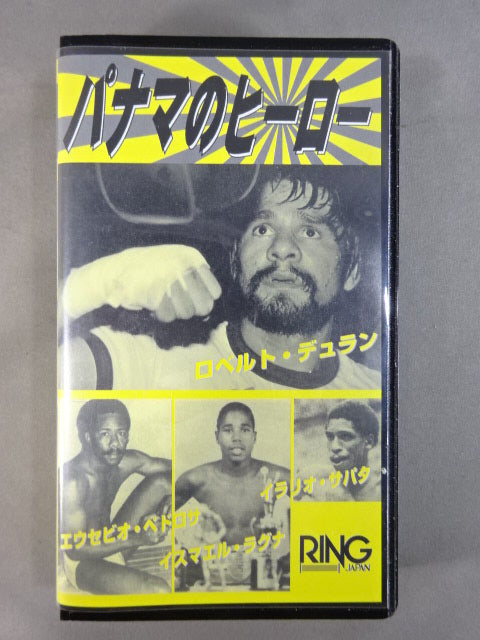 パナマのヒーロー
ロベルト・デュラン
イラリオ・サパタ
エウセビオ・ペドロサ
イスマエル・ラグナ
RING
JAPAN